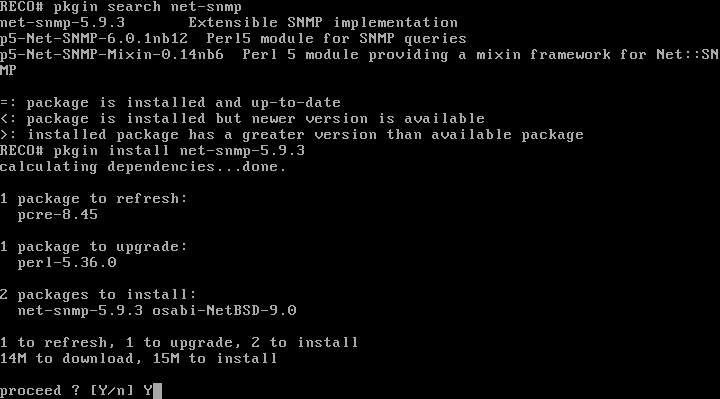 RECO# pkgin search net-snmp
net-snmp-5.9.3       Extensible SNMP implementation
p5-Net-SNMP-6.0.1nb12  Perl5 module for SNMP queries
p5-Net-SNMP-Mixin-0.14nb6  Perl 5 module providing a mixin framework for Net::SN
MP
=: package is installed and up-to-date
<: package is installed but newer version is available
>: installed package has a greater version than available package
RECO# pkgin install net-snmp-5.9.3
calculating dependencies...done.
1 package to refresh:
  pcre-8.45
1 package to upgrade:
  perl-5.36.0
2 packages to install:
  net-snmp-5.9.3 osabi-NetBSD-9.0
1 to refresh, 1 to upgrade, 2 to install
14M to download, 15M to install
proceed ? [Y/n] Y